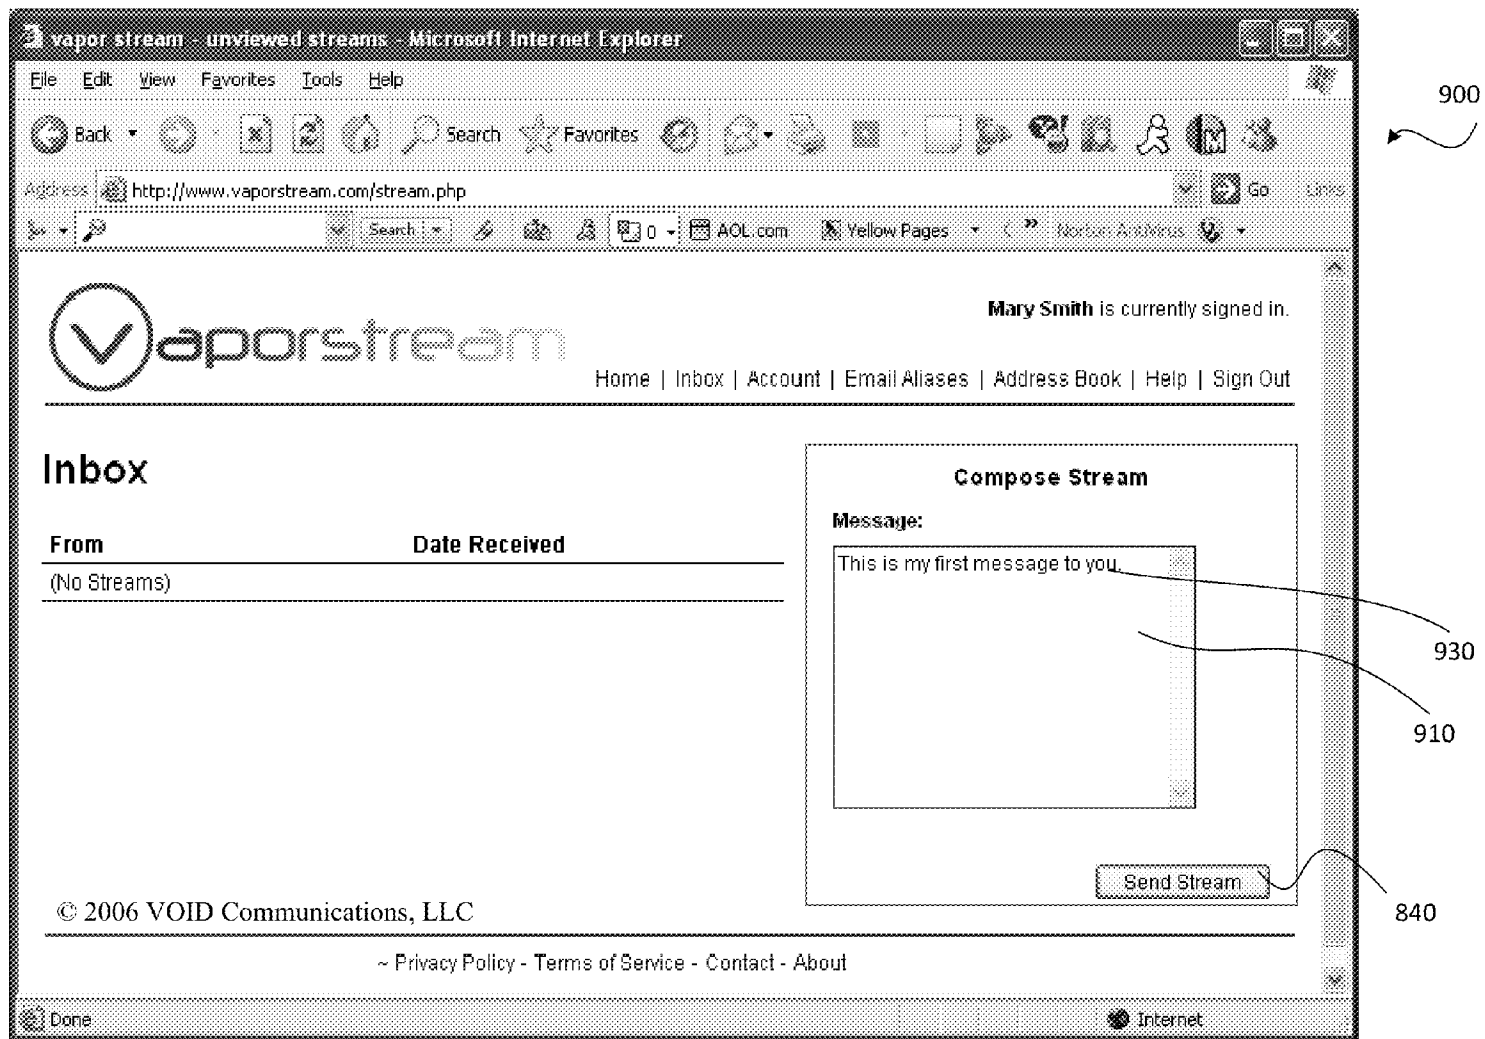 vapor stream - unviewed streams - Microsoft Internet Explorer
File Edit View Favorites Tools Help
900
Back Search Favorites
M
Address http://www.vaporstream.com/stream.php Go Links
Search 0 AOL.com Yellow Pages » Norton AntiVirus
Vaporstream
Mary Smith is currently signed in.
Home | Inbox | Account | Email Aliases | Address Book | Help | Sign Out
Inbox
From Date Received
(No Streams)
Compose Stream
Message:
This is my first message to you.
930
910
Send Stream
840
© 2006 VOID Communications, LLC
~ Privacy Policy - Terms of Service - Contact - About
Done Internet